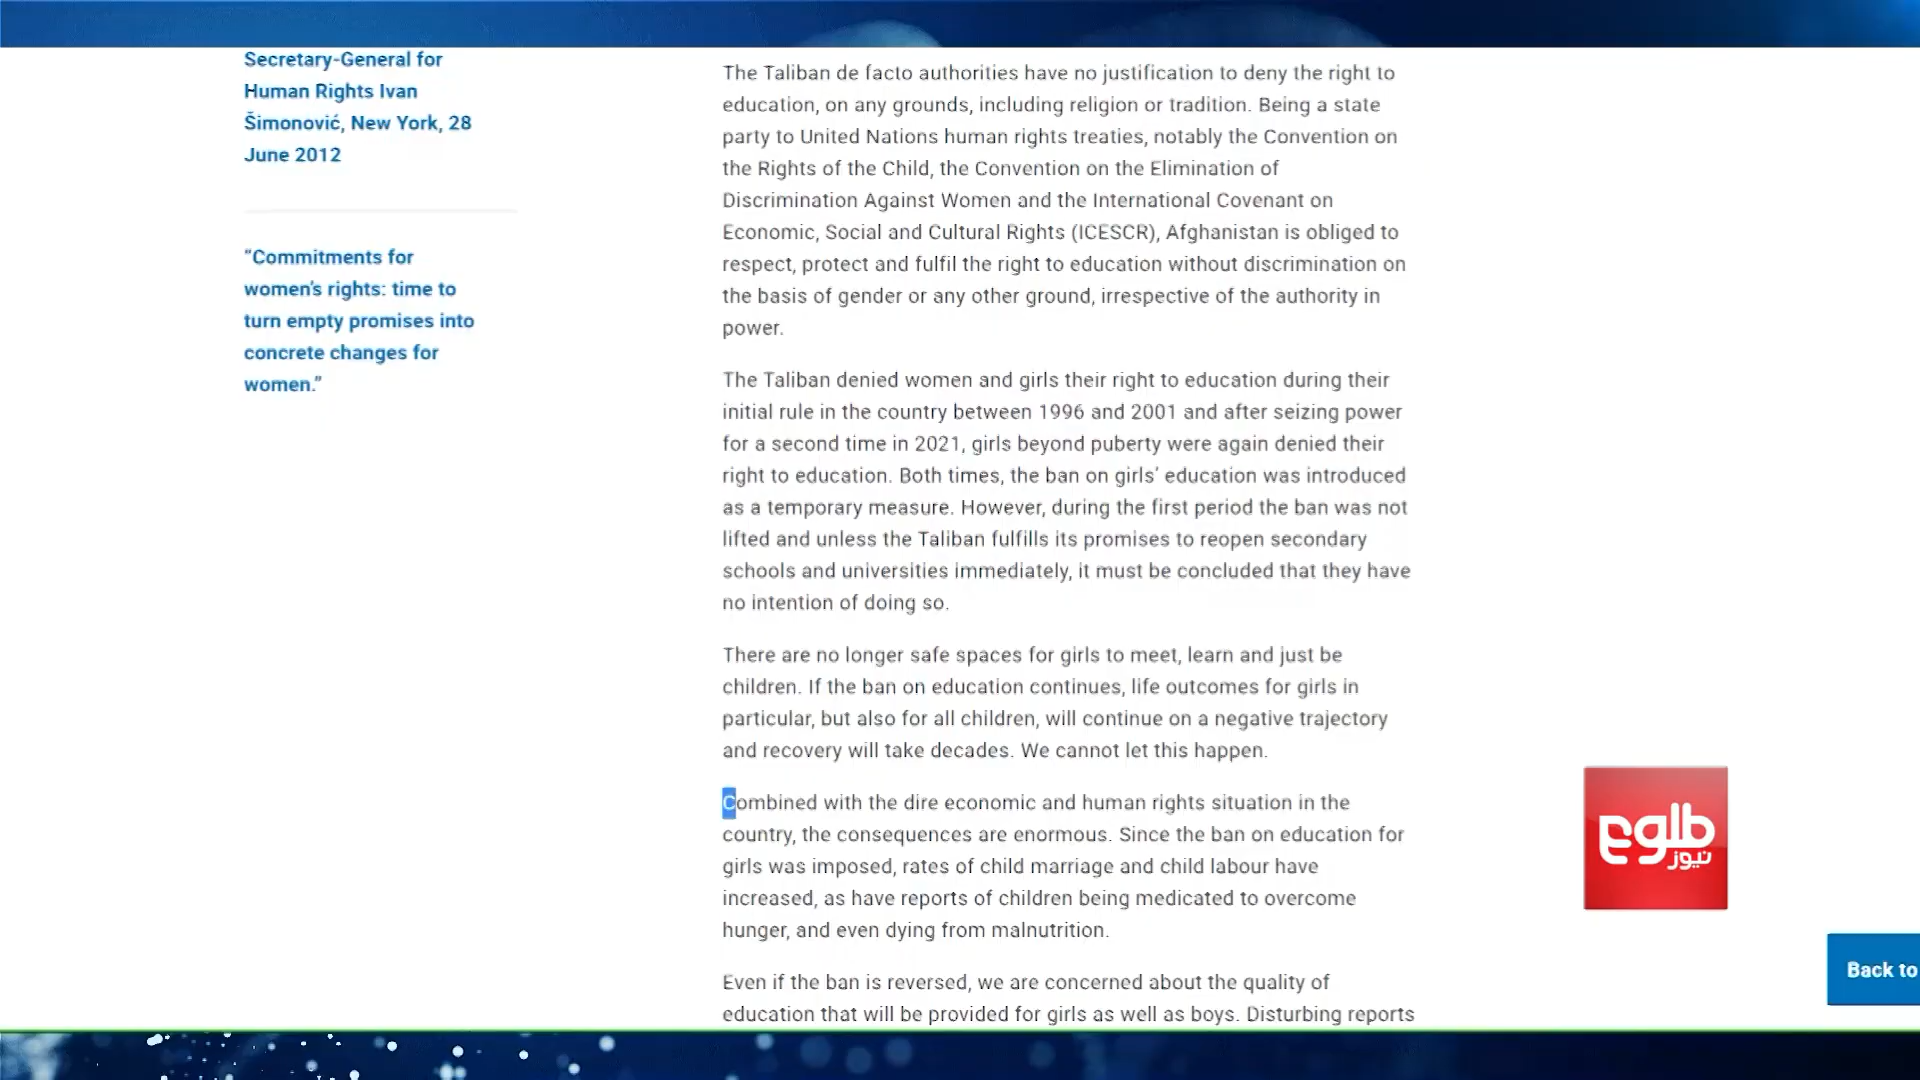 Secretary-General for
Human Rights Ivan
Šimonović, New York, 28
June 2012
“Commitments for
women’s rights: time to
turn empty promises into
concrete changes for
women.”
The Taliban de facto authorities have no justification to deny the right to
education, on any grounds, including religion or tradition. Being a state
party to United Nations human rights treaties, notably the Convention on
the Rights of the Child, the Convention on the Elimination of
Discrimination Against Women and the International Covenant on
Economic, Social and Cultural Rights (ICESCR), Afghanistan is obliged to
respect, protect and fulfil the right to education without discrimination on
the basis of gender or any other ground, irrespective of the authority in
power.
The Taliban denied women and girls their right to education during their
initial rule in the country between 1996 and 2001 and after seizing power
for a second time in 2021, girls beyond puberty were again denied their
right to education. Both times, the ban on girls’ education was introduced
as a temporary measure. However, during the first period the ban was not
lifted and unless the Taliban fulfills its promises to reopen secondary
schools and universities immediately, it must be concluded that they have
no intention of doing so.
There are no longer safe spaces for girls to meet, learn and just be
children. If the ban on education continues, life outcomes for girls in
particular, but also for all children, will continue on a negative trajectory
and recovery will take decades. We cannot let this happen.
Combined with the dire economic and human rights situation in the
country, the consequences are enormous. Since the ban on education for
girls was imposed, rates of child marriage and child labour have
increased, as have reports of children being medicated to overcome
hunger, and even dying from malnutrition.
Even if the ban is reversed, we are concerned about the quality of
education that will be provided for girls as well as boys. Disturbing reports
طلوع
نیوز
Back to